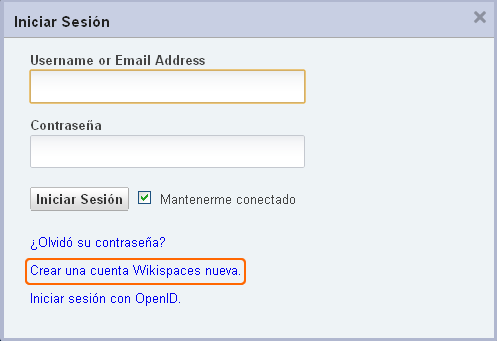 Iniciar Sesión
Username or Email Address
Contraseña
Iniciar Sesión Mantenerme conectado
¿Olvidó su contraseña?
Crear una cuenta Wikispaces nueva.
Iniciar sesión con OpenID.